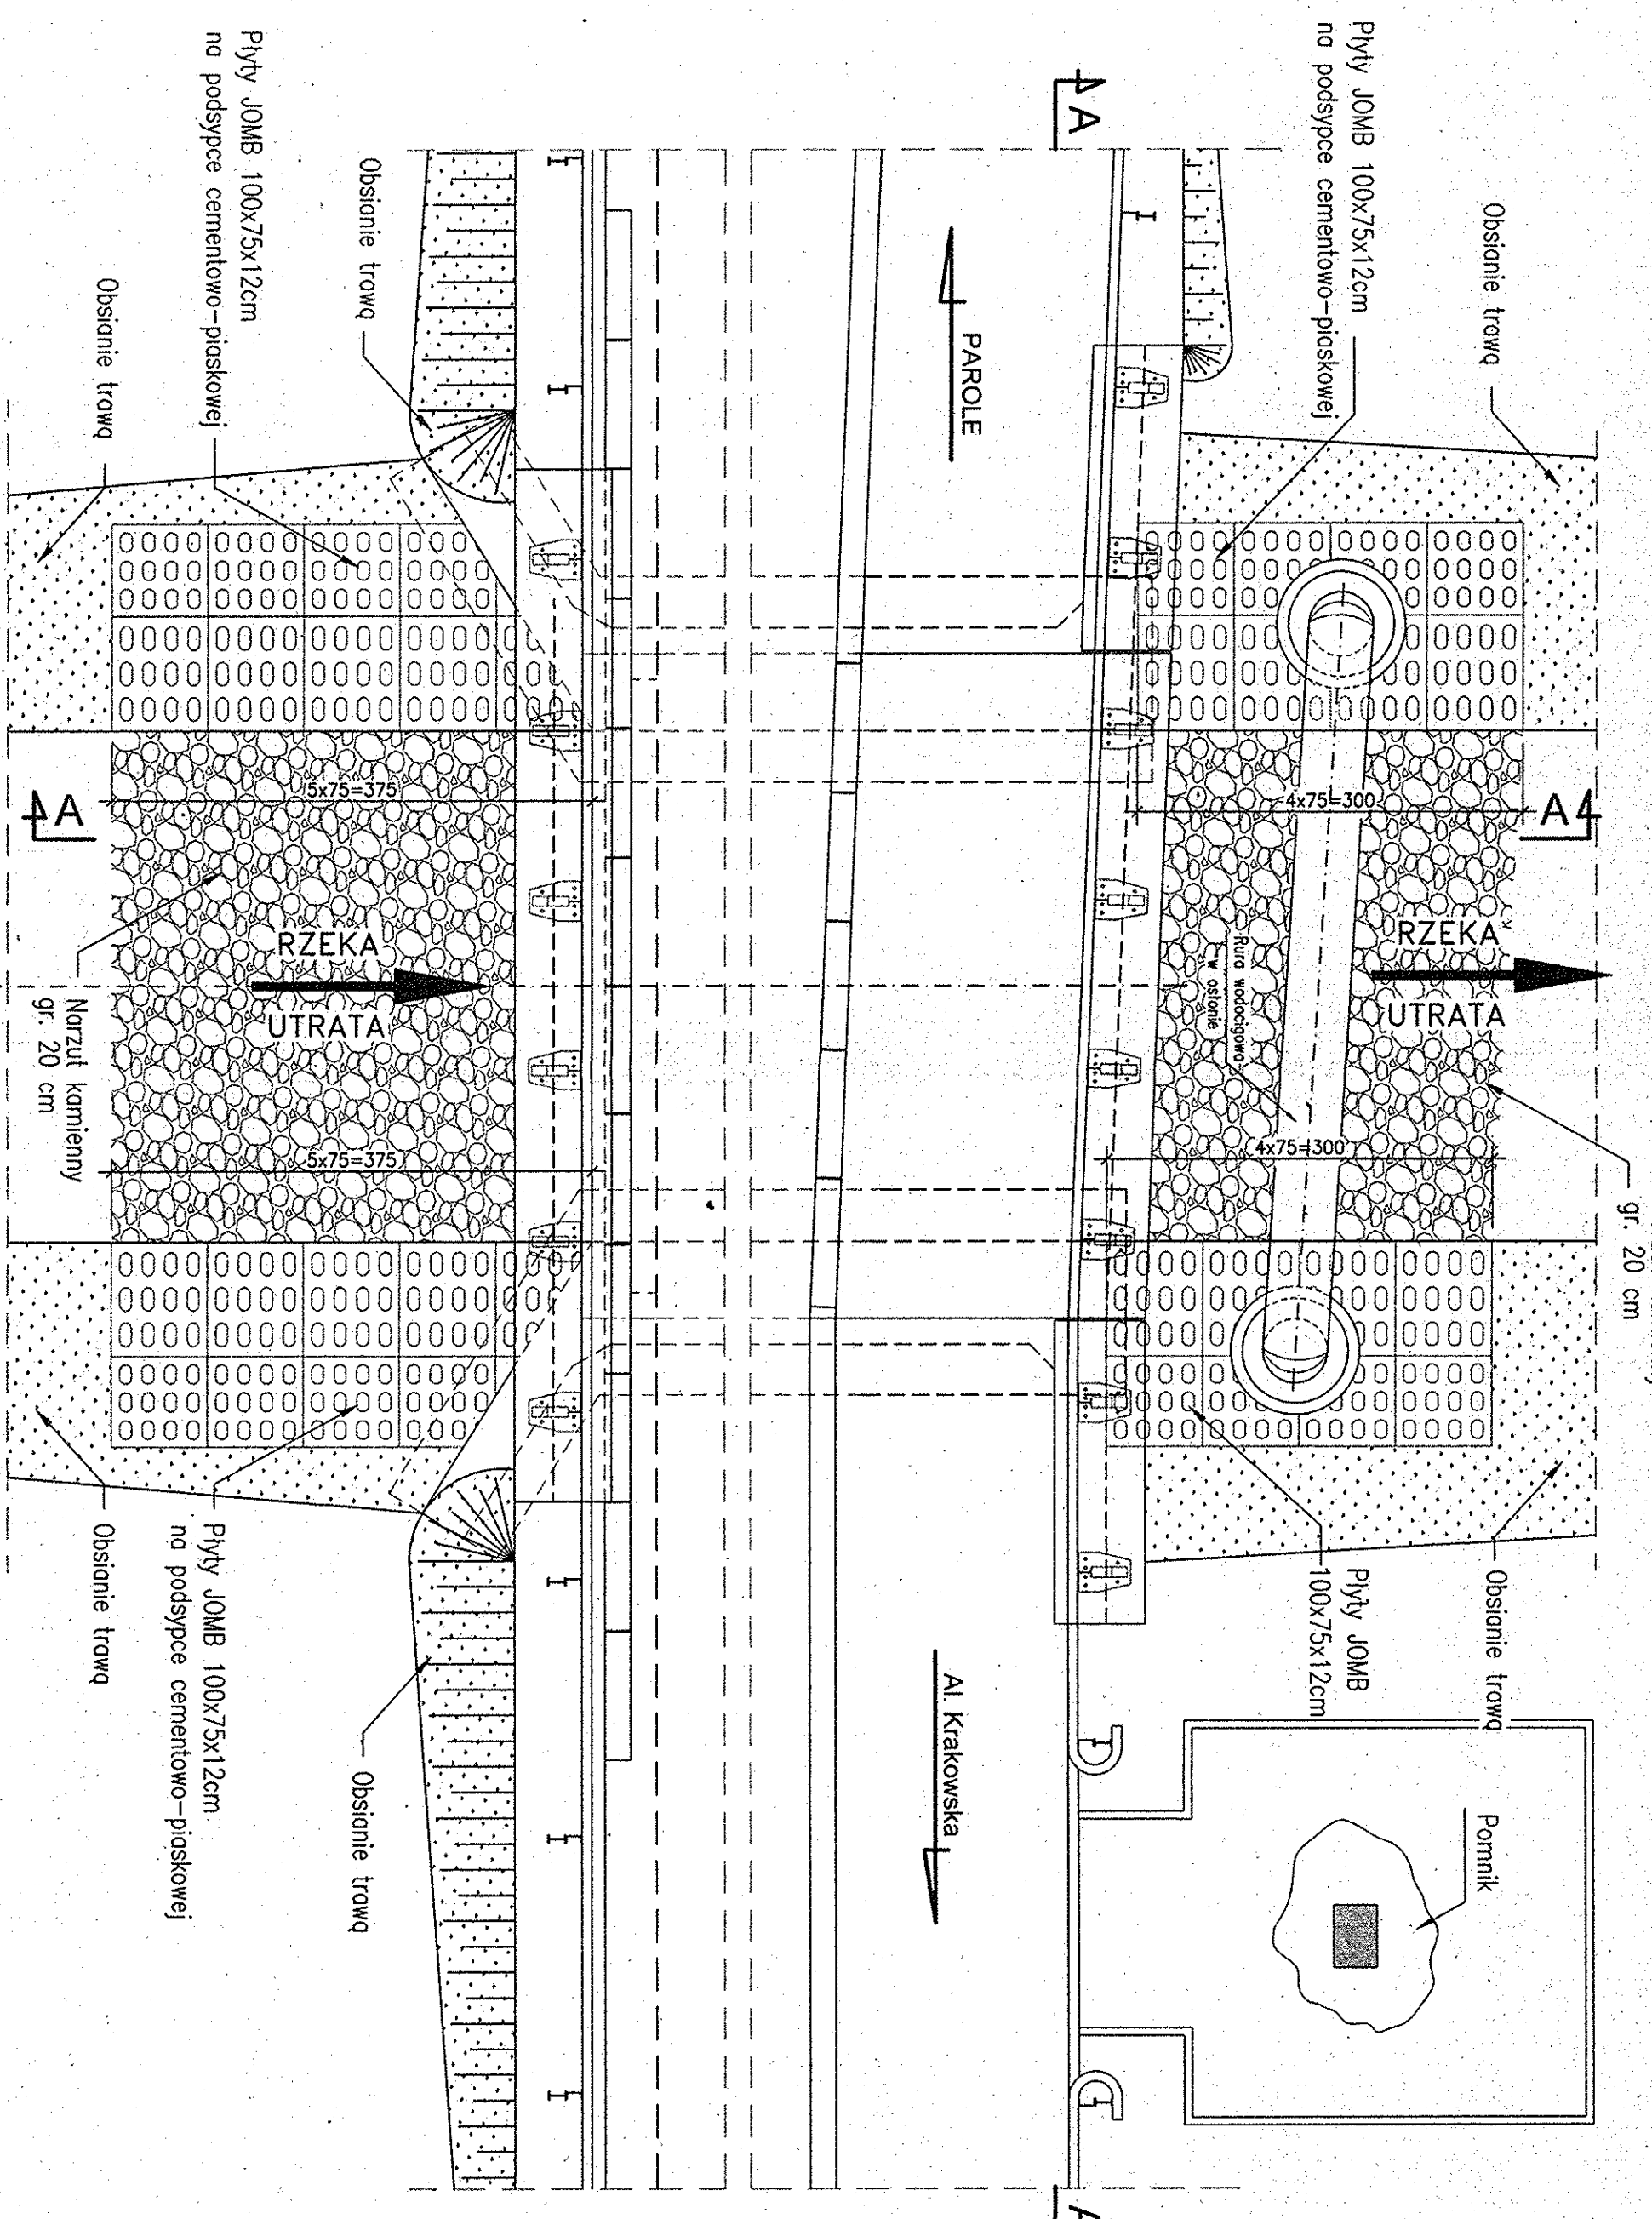 Płyty JOMB 100x75x12cm
na podsypce cementowo-piaskowej
Obsianie trawą
Płyty JOMB 100x75x12cm
na podsypce cementowo-piaskowej
Obsianie trawą
Obsianie trawą
A
PAROLE
5x75=375
4x75=300
A
A
RZEKA
UTRATA
RZEKA
UTRATA
Rura wodociągowa
w osłonie
Narzut kamienny
gr. 20 cm
gr. 20 cm
5x75=375
4x75=300
Płyty JOMB
100x75x12cm
Obsianie trawą
Płyty JOMB 100x75x12cm
na podsypce cementowo-piaskowej
Obsianie trawą
Obsianie trawą
Al. Krakowska
Pomnik
A